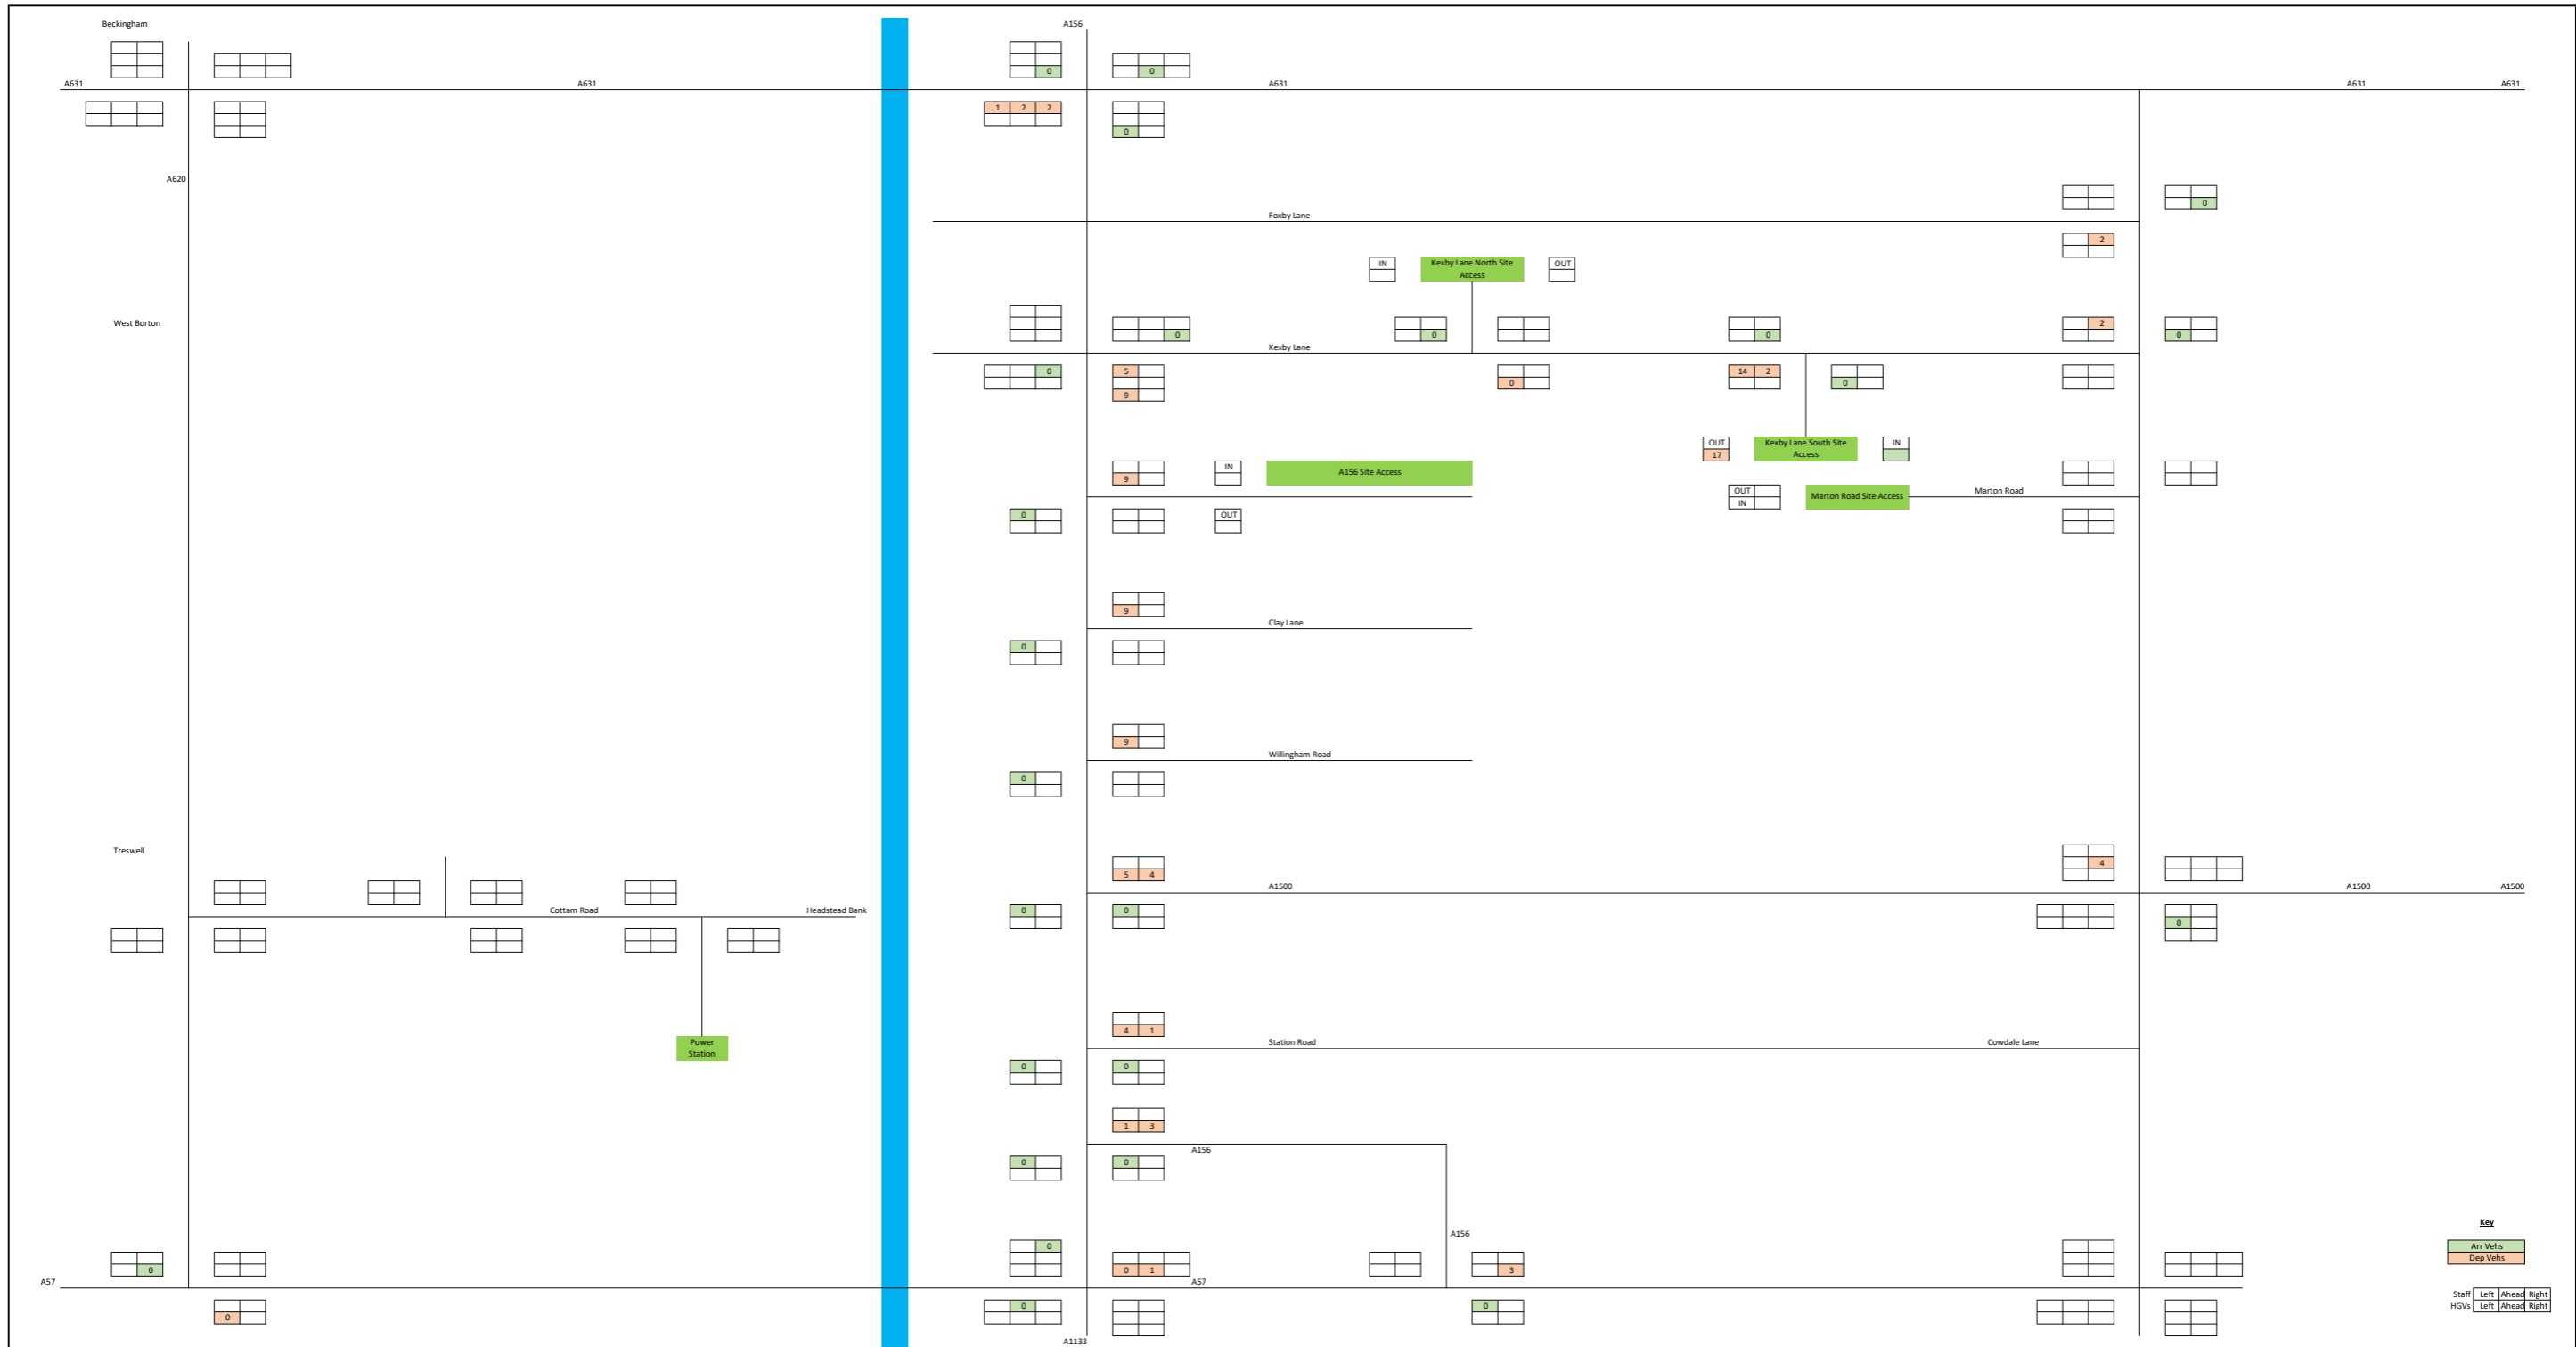 Beckingham
A156
0
0
A631
A631
A631
A631
A631
1 2 2
0
A620
0
Foxby Lane
2
IN
Kexby Lane North Site
Access
OUT
West Burton
0
0
0
2
0
Kexby Lane
0
5
9
0
14 2
0
OUT
17
Kexby Lane South Site
Access
IN
9
IN
A156 Site Access
OUT
IN
Marton Road Site Access
Marton Road
0
OUT
9
Clay Lane
0
9
Willingham Road
0
Treswell
5 4
4
A1500
A1500
A1500
Cottam Road
Headstead Bank
0
0
0
4 1
Power
Station
Station Road
Cowdale Lane
0
0
1 3
A156
0
0
A156
Key
0
Arr Vehs
0
0 1
3
Dep Vehs
A57
A57
0
0
0
Staff Left Ahead Right
HGVs Left Ahead Right
A1133